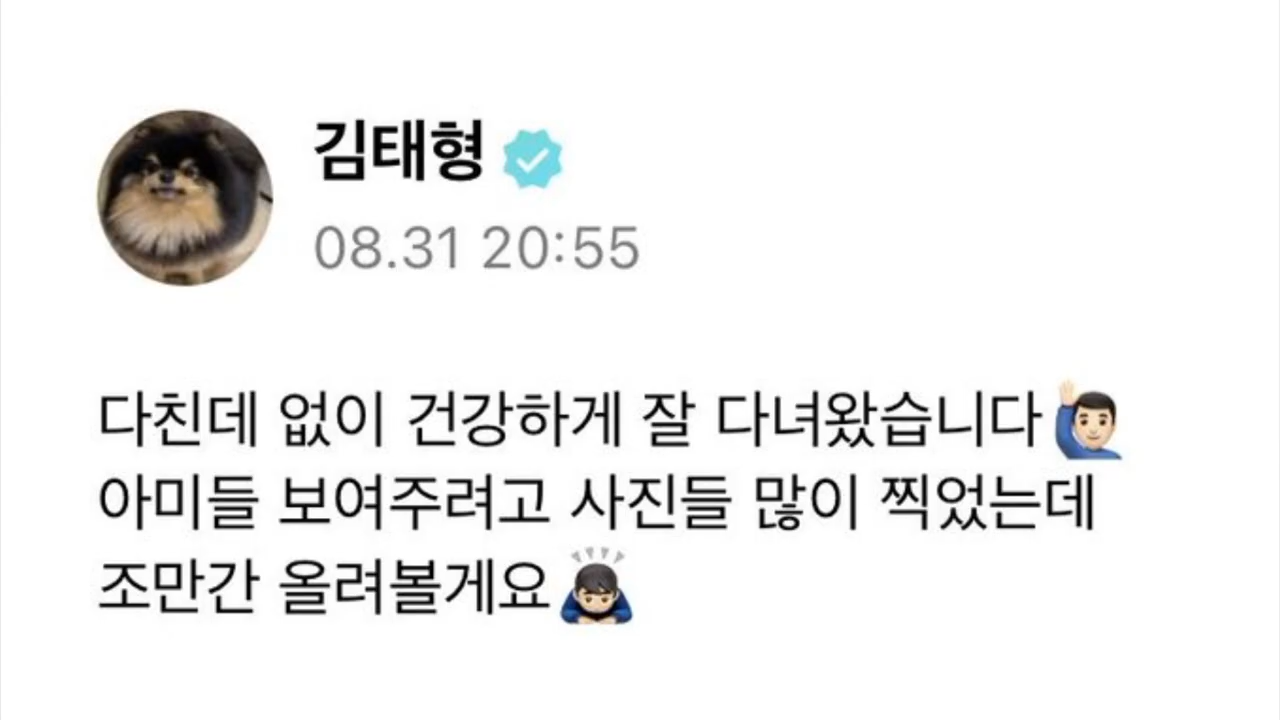 김태형
08.31 20:55
다친데 없이 건강하게 잘 다녀왔습니다🙋🏻‍♂️
아미들 보여주려고 사진들 많이 찍었는데
조만간 올려볼게요🙇🏻‍♂️